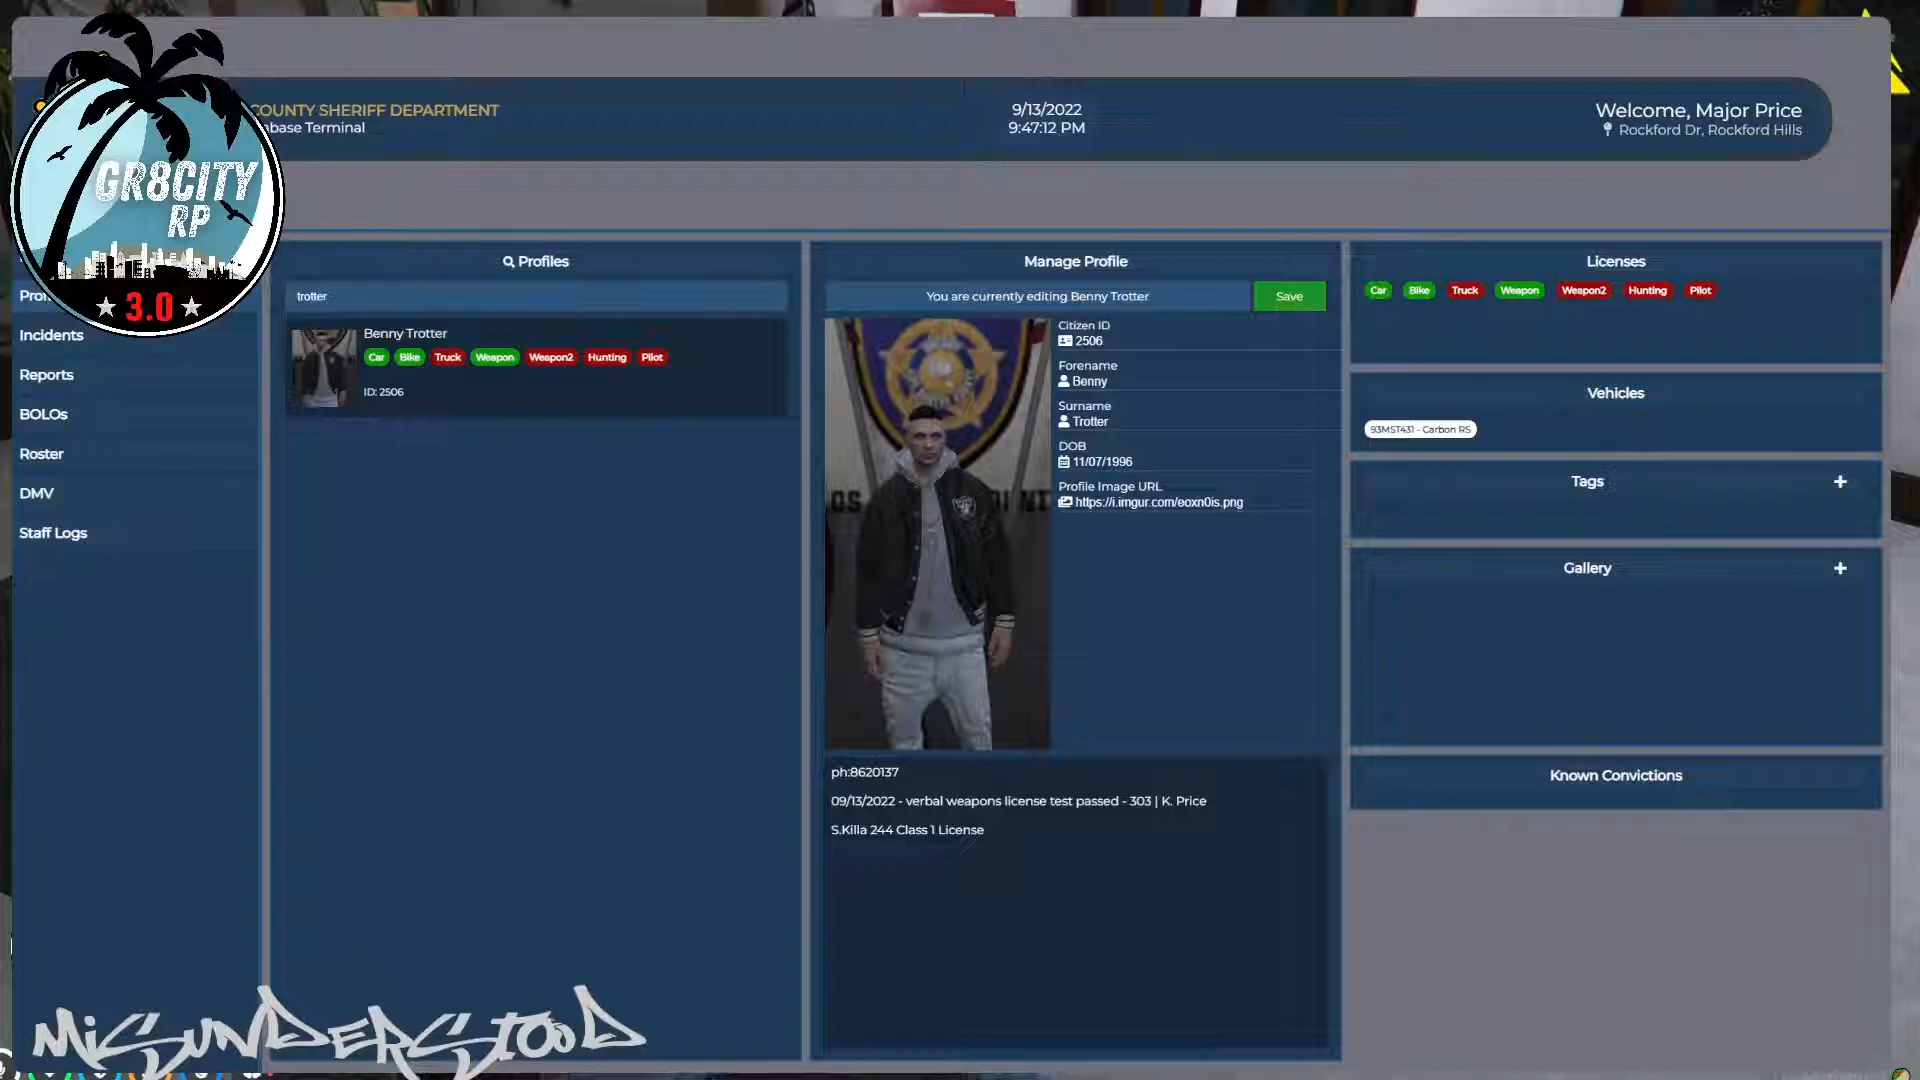 COUNTY SHERIFF DEPARTMENT
abase Terminal
9/13/2022
9:47:12 PM
Welcome, Major Price
Rockford Dr, Rockford Hills
GR8CITY
RP
3.0
Incidents
Reports
BOLOs
Roster
DMV
Staff Logs
Profiles
trotter
Benny Trotter
Car Bike Truck Weapon Weapon2 Hunting Pilot
ID: 2506
Manage Profile
You are currently editing Benny Trotter
Save
Citizen ID
2506
Forename
Benny
Surname
Trotter
DOB
11/07/1996
Profile Image URL
https://i.imgur.com/eoxn0is.png
ph:8620137
09/13/2022 - verbal weapons license test passed - 303 | K. Price
S.Killa 244 Class 1 License
Licenses
Car Bike Truck Weapon Weapon2 Hunting Pilot
Vehicles
93MST431 - Carbon RS
Tags
Gallery
Known Convictions
MiSUNDERSTOOD